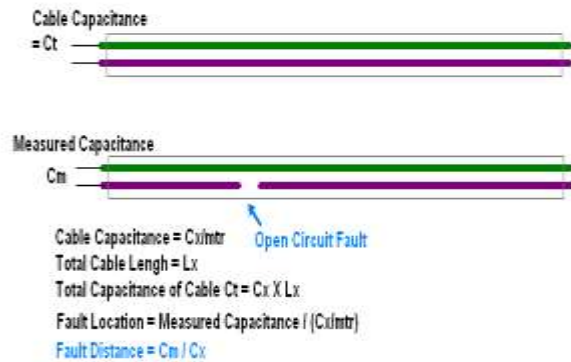 Cable Capacitance
= Ct
Measured Capacitance
Cm
Open Circuit Fault
Cable Capacitance = Cx/mtr
Total Cable Lengh = Lx
Total Capacitance of Cable Ct = Cx X Lx
Fault Location = Measured Capacitance / (Cx/mtr)
Fault Distance = Cm / Cx